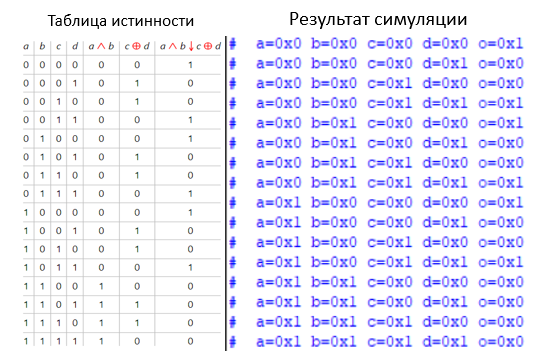 Таблица истинности
a b c d a ∧ b c ⊕ d a ∧ b ↓ c ⊕ d
0 0 0 0 0 0 1
0 0 0 1 0 1 0
0 0 1 0 0 1 0
0 0 1 1 0 0 1
0 1 0 0 0 0 1
0 1 0 1 0 1 0
0 1 1 0 0 1 0
0 1 1 1 0 0 1
1 0 0 0 0 0 1
1 0 0 1 0 1 0
1 0 1 0 0 1 0
1 0 1 1 0 0 1
1 1 0 0 1 0 0
1 1 0 1 1 1 0
1 1 1 0 1 1 0
1 1 1 1 1 0 0
Результат симуляции
# a=0x0 b=0x0 c=0x0 d=0x0 o=0x1
# a=0x0 b=0x0 c=0x1 d=0x0 o=0x0
# a=0x0 b=0x0 c=0x0 d=0x1 o=0x0
# a=0x0 b=0x0 c=0x1 d=0x1 o=0x1
# a=0x0 b=0x1 c=0x0 d=0x0 o=0x1
# a=0x0 b=0x1 c=0x1 d=0x0 o=0x0
# a=0x0 b=0x1 c=0x0 d=0x1 o=0x0
# a=0x0 b=0x1 c=0x1 d=0x1 o=0x1
# a=0x1 b=0x0 c=0x0 d=0x0 o=0x1
# a=0x1 b=0x0 c=0x1 d=0x0 o=0x0
# a=0x1 b=0x0 c=0x0 d=0x1 o=0x0
# a=0x1 b=0x0 c=0x1 d=0x1 o=0x1
# a=0x1 b=0x1 c=0x0 d=0x0 o=0x0
# a=0x1 b=0x1 c=0x1 d=0x0 o=0x0
# a=0x1 b=0x1 c=0x0 d=0x1 o=0x0
# a=0x1 b=0x1 c=0x1 d=0x1 o=0x0